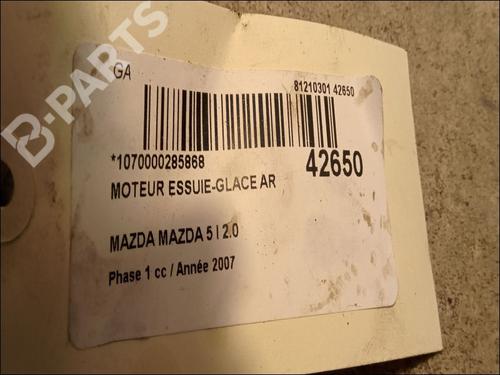 GA
81210301 42650
*1070000285868
42650
MOTEUR ESSUIE-GLACE AR
MAZDA MAZDA 5 I 2.0
Phase 1 cc / Année 2007
B-PARTS